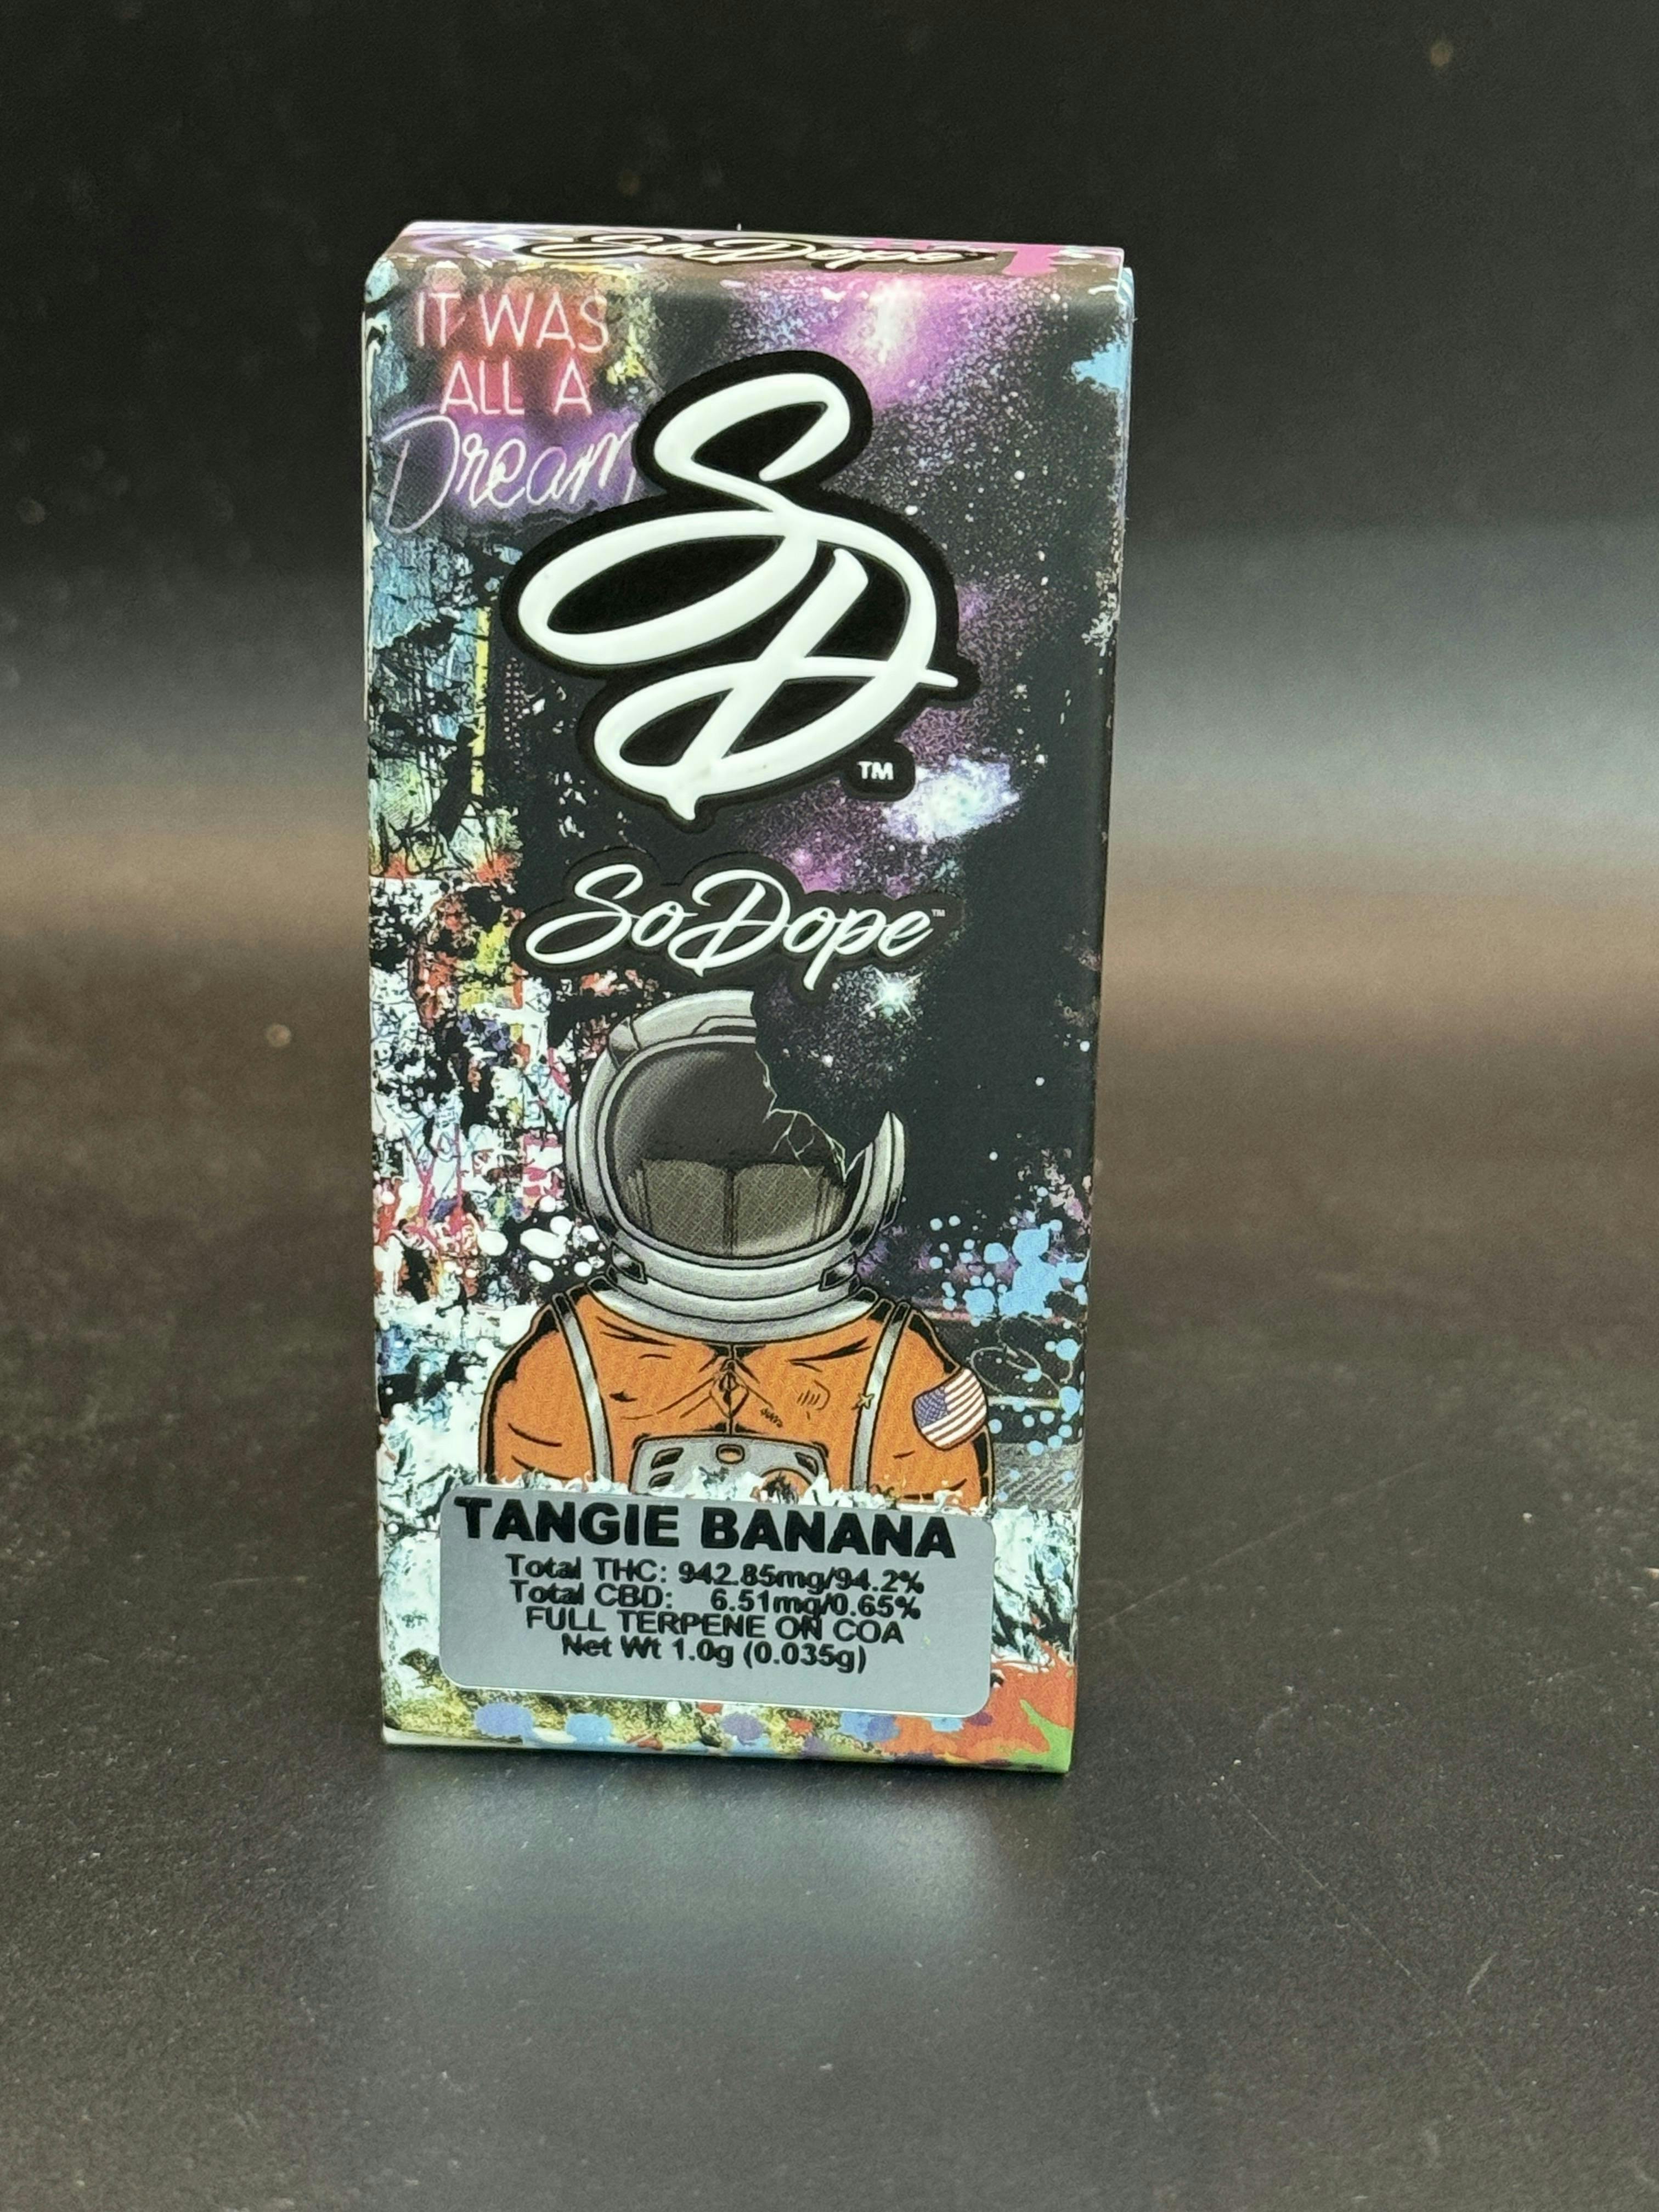 SoDope
IT WAS
ALL A
Dream
SD
TM
SoDope™
TANGIE BANANA
Total THC: 942.85mg/94.2%
Total CBD: 6.51mg/0.65%
FULL TERPENE ON COA
Net Wt 1.0g (0.035g)